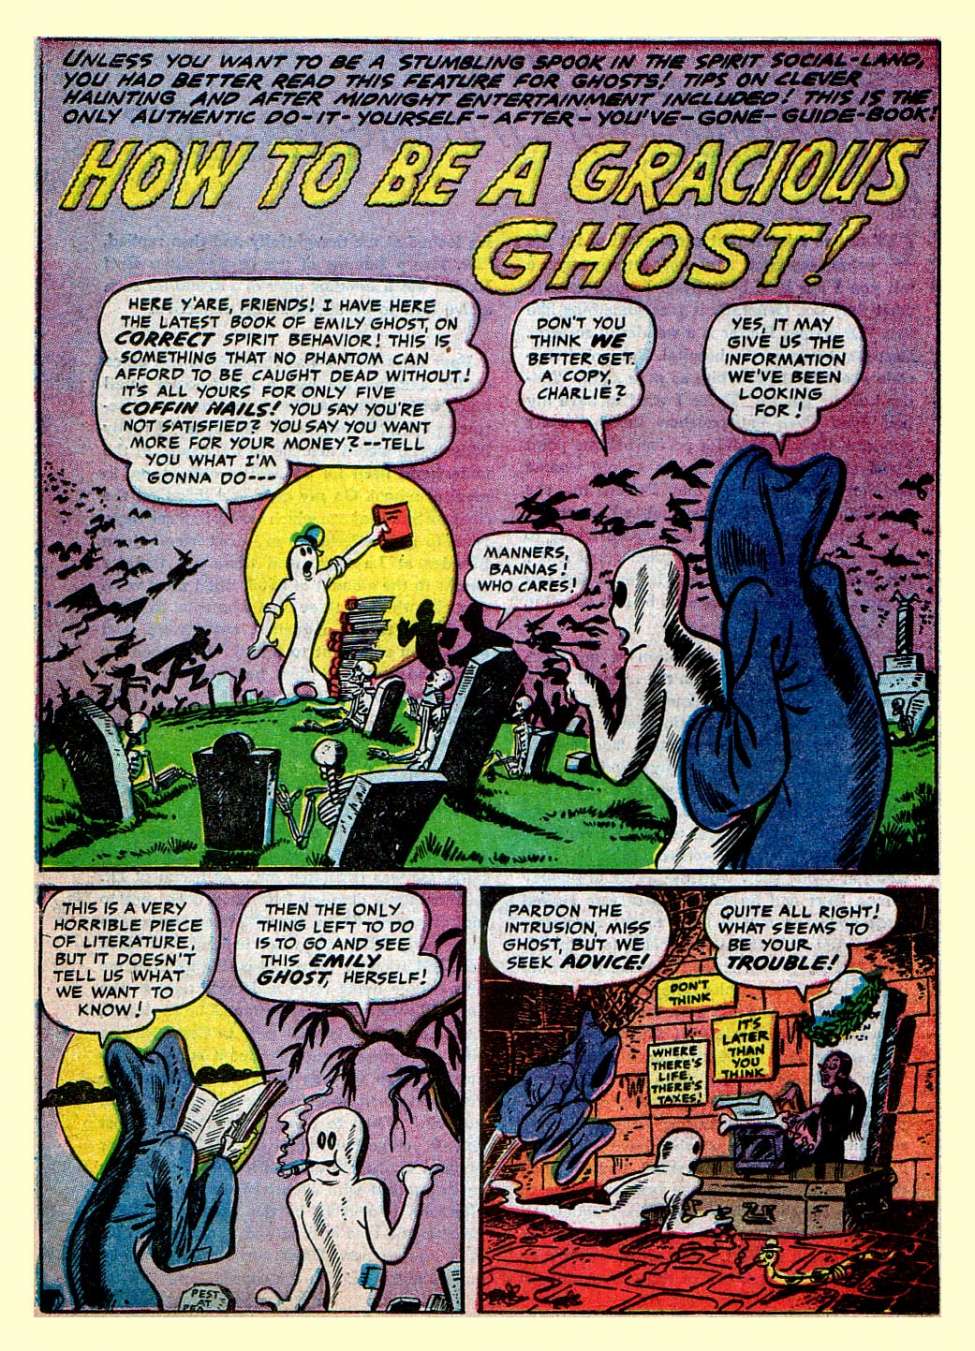 UNLESS YOU WANT TO BE A STUMBLING SPOOK IN THE SPIRIT SOCIAL-LAND,
YOU HAD BETTER READ THIS FEATURE FOR GHOSTS! TIPS ON CLEVER
HAUNTING AND AFTER MIDNIGHT ENTERTAINMENT INCLUDED! THIS IS THE
ONLY AUTHENTIC DO-IT-YOURSELF-AFTER-YOU'VE-GONE-GUIDE-BOOK!
HOW TO BE A GRACIOUS
GHOST!
HERE Y'ARE, FRIENDS! I HAVE HERE
THE LATEST BOOK OF EMILY GHOST, ON
CORRECT SPIRIT BEHAVIOR! THIS IS
SOMETHING THAT NO PHANTOM CAN
AFFORD TO BE CAUGHT DEAD WITHOUT!
IT'S ALL YOURS FOR ONLY FIVE
COFFIN NAILS! YOU SAY YOU'RE
NOT SATISFIED? YOU SAY YOU WANT
MORE FOR YOUR MONEY?--TELL
YOU WHAT I'M
GONNA DO---
DON'T YOU
THINK WE
BETTER GET
A COPY,
CHARLIE?
YES, IT MAY
GIVE US THE
INFORMATION
WE'VE BEEN
LOOKING
FOR!
MANNERS,
BANNAS!
WHO CARES!
THIS IS A VERY
HORRIBLE PIECE
OF LITERATURE,
BUT IT DOESN'T
TELL US WHAT
WE WANT TO
KNOW!
THEN THE ONLY
THING LEFT TO DO
IS TO GO AND SEE
THIS EMILY
GHOST, HERSELF!
PEST
AT
PARDON THE
INTRUSION, MISS
GHOST, BUT WE
SEEK ADVICE!
QUITE ALL RIGHT!
WHAT SEEMS TO
BE YOUR
TROUBLE!
DON'T
THINK
IT'S
LATER
THAN
YOU
THINK
WHERE
THERE'S
LIFE,
THERE'S
TAXES!